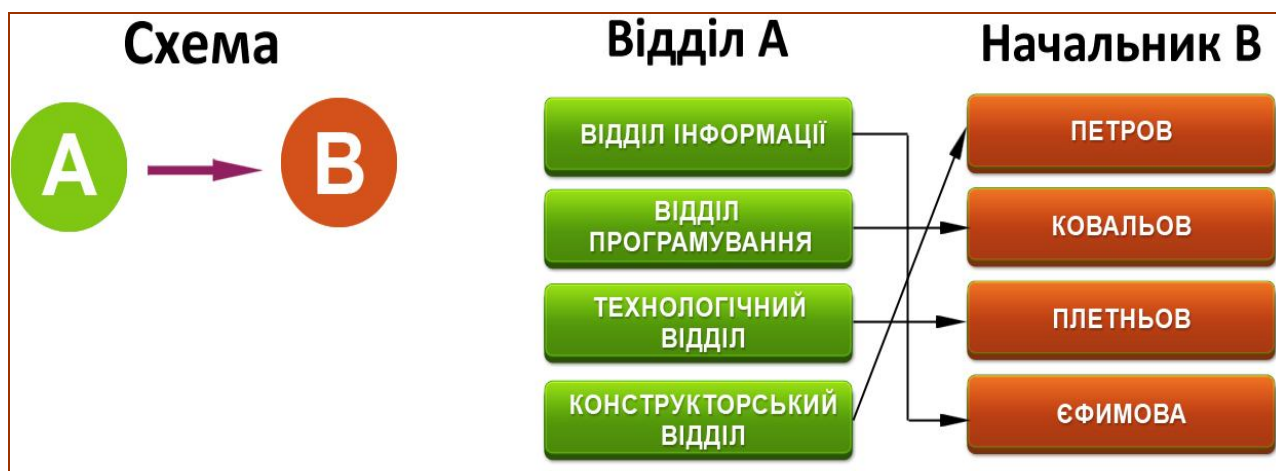 Схема
Відділ А
Начальник В
А
В
ВІДДІЛ ІНФОРМАЦІЇ
ПЕТРОВ
ВІДДІЛ
ПРОГРАМУВАННЯ
КОВАЛЬОВ
ТЕХНОЛОГІЧНИЙ
ВІДДІЛ
ПЛЕТНЬОВ
КОНСТРУКТОРСЬКИЙ
ВІДДІЛ
ЄФИМОВА